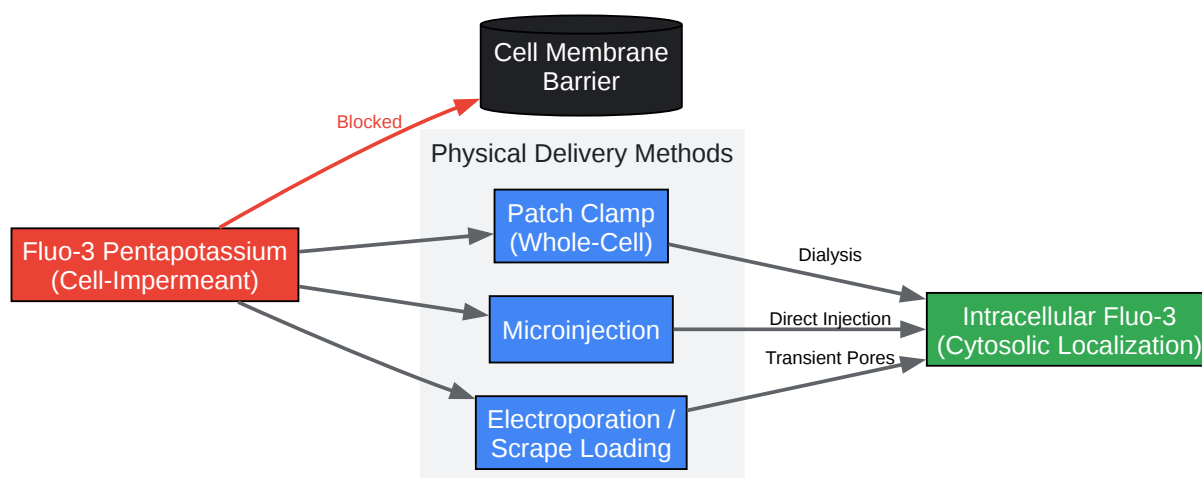 Cell Membrane
Barrier
Blocked
Physical Delivery Methods
Fluo-3 Pentapotassium
(Cell-Impermeant)
Patch Clamp
(Whole-Cell)
Dialysis
Microinjection
Direct Injection
Intracellular Fluo-3
(Cytosolic Localization)
Transient Pores
Electroporation /
Scrape Loading